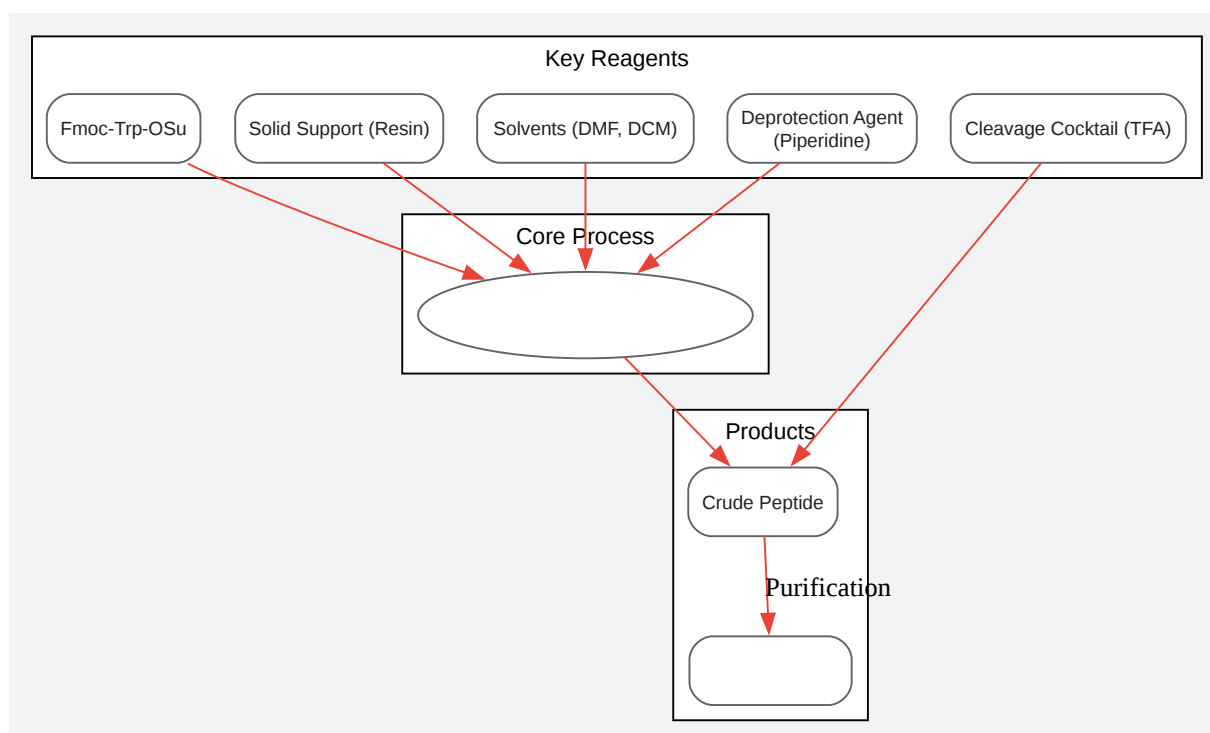 Key Reagents
Fmoc-Trp-OSu
Solid Support (Resin)
Solvents (DMF, DCM)
Deprotection Agent
(Piperidine)
Cleavage Cocktail (TFA)
Core Process
Products
Crude Peptide
Purification